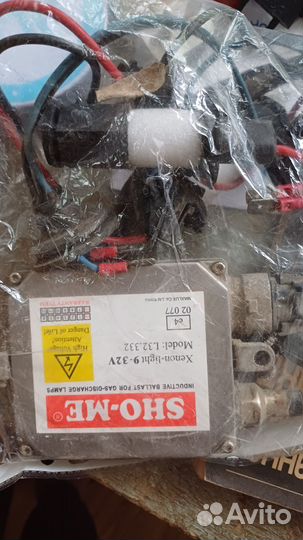 SHO-ME
INDUCTIVE BALLAST FOR GAS-DISCHARGE LAMPS
Xenon-light 9-32V
Model: L32.332
High Voltage
Attention!
Danger of Life!
e4
02 077
Avito